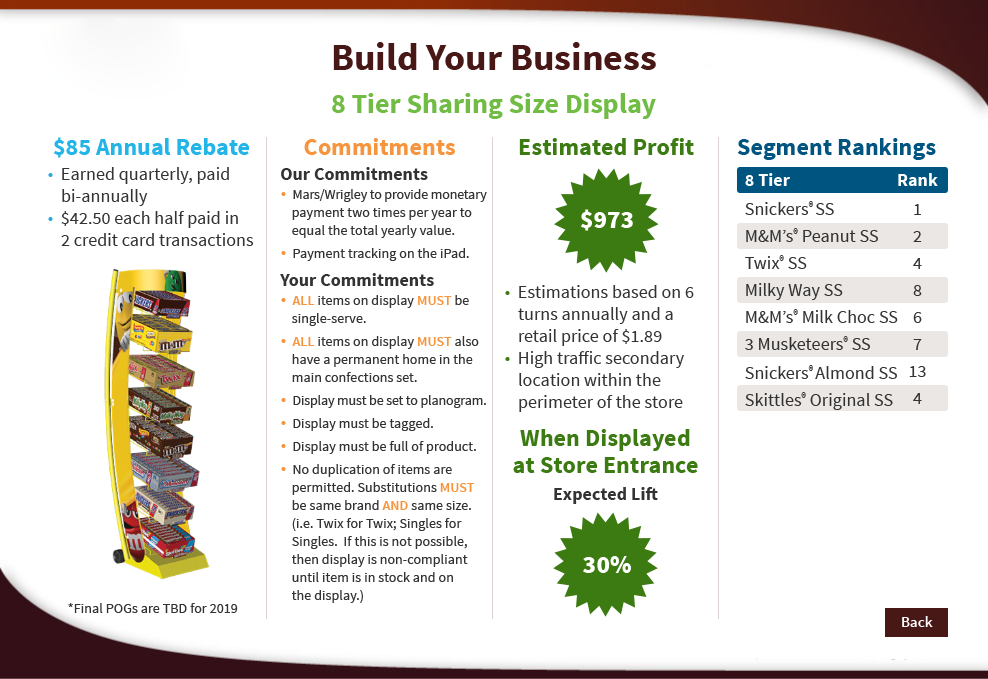 Build Your Business
8 Tier Sharing Size Display
$85 Annual Rebate
• Earned quarterly, paid
bi-annually
• $42.50 each half paid in
2 credit card transactions
*Final POGs are TBD for 2019
Commitments
Our Commitments
• Mars/Wrigley to provide monetary
payment two times per year to
equal the total yearly value.
• Payment tracking on the iPad.
Your Commitments
• ALL items on display MUST be
single-serve.
• ALL items on display MUST also
have a permanent home in the
main confections set.
• Display must be set to planogram.
• Display must be tagged.
• Display must be full of product.
• No duplication of items are
permitted. Substitutions MUST
be same brand AND same size.
(i.e. Twix for Twix; Singles for
Singles. If this is not possible,
then display is non-compliant
until item is in stock and on
the display.)
Estimated Profit
$973
• Estimations based on 6
turns annually and a
retail price of $1.89
• High traffic secondary
location within the
perimeter of the store
When Displayed
at Store Entrance
Expected Lift
30%
Segment Rankings
8 Tier Rank
Snickers® SS 1
M&M's® Peanut SS 2
Twix® SS 4
Milky Way SS 8
M&M's® Milk Choc SS 6
3 Musketeers® SS 7
Snickers® Almond SS 13
Skittles® Original SS 4
Back